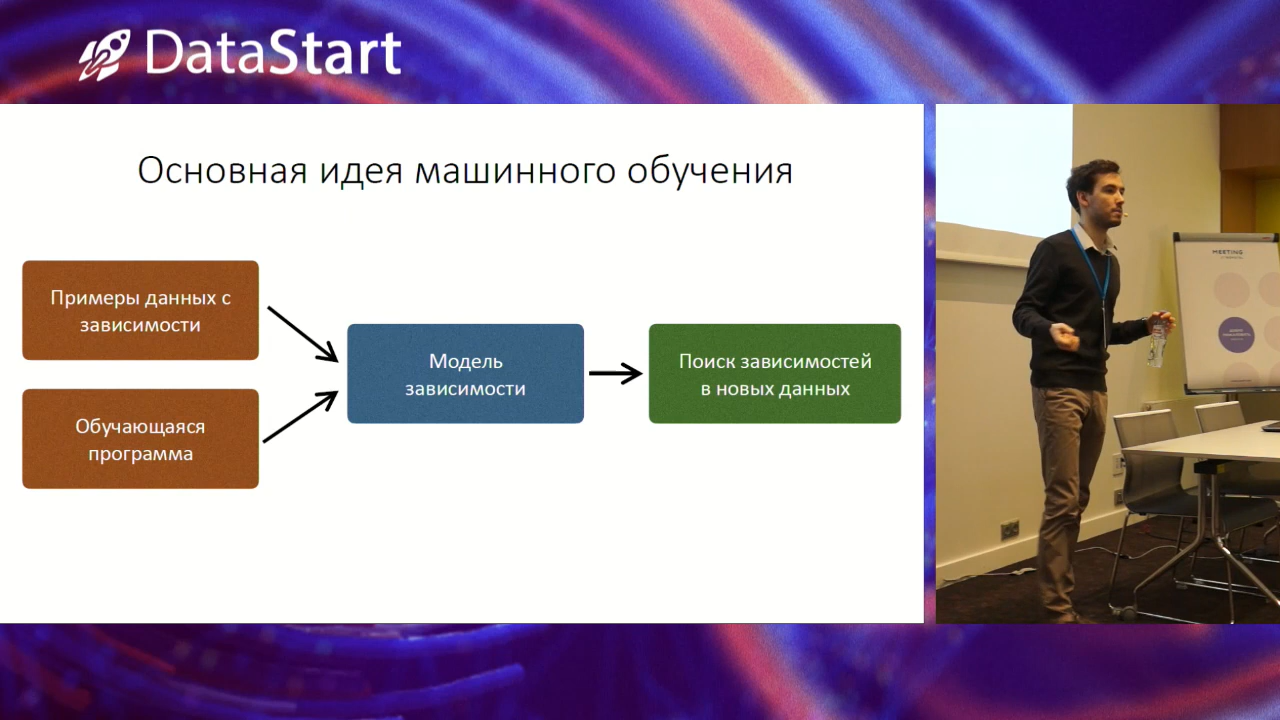 DataStart
Основная идея машинного обучения
Примеры данных с
зависимости
Обучающаяся
программа
Модель
зависимости
Поиск зависимостей
в новых данных
MEETING